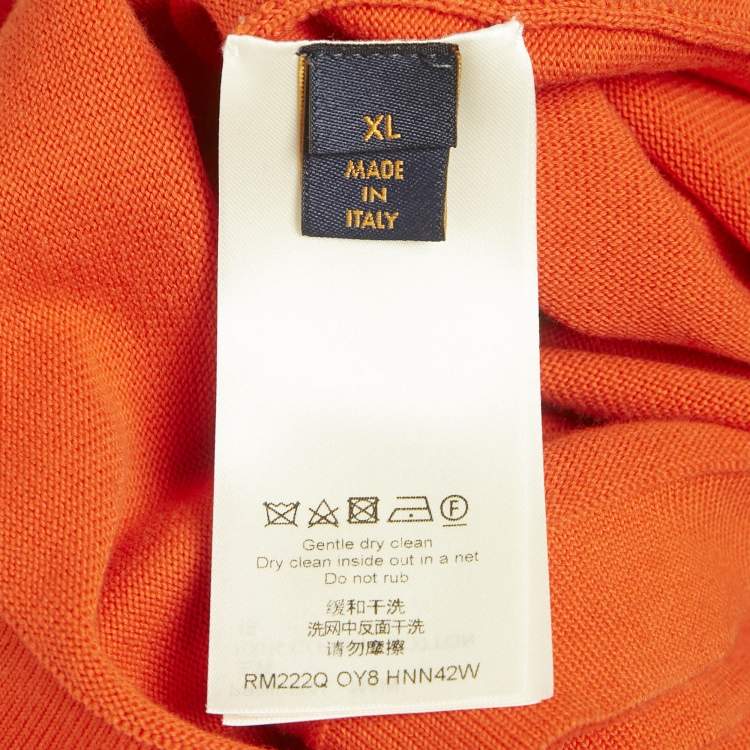 XL
MADE
IN
ITALY
Gentle dry clean
Dry clean inside out in a net
Do not rub
缓和干洗
洗网中反面干洗
请勿摩擦
RM222Q OY8 HNN42W